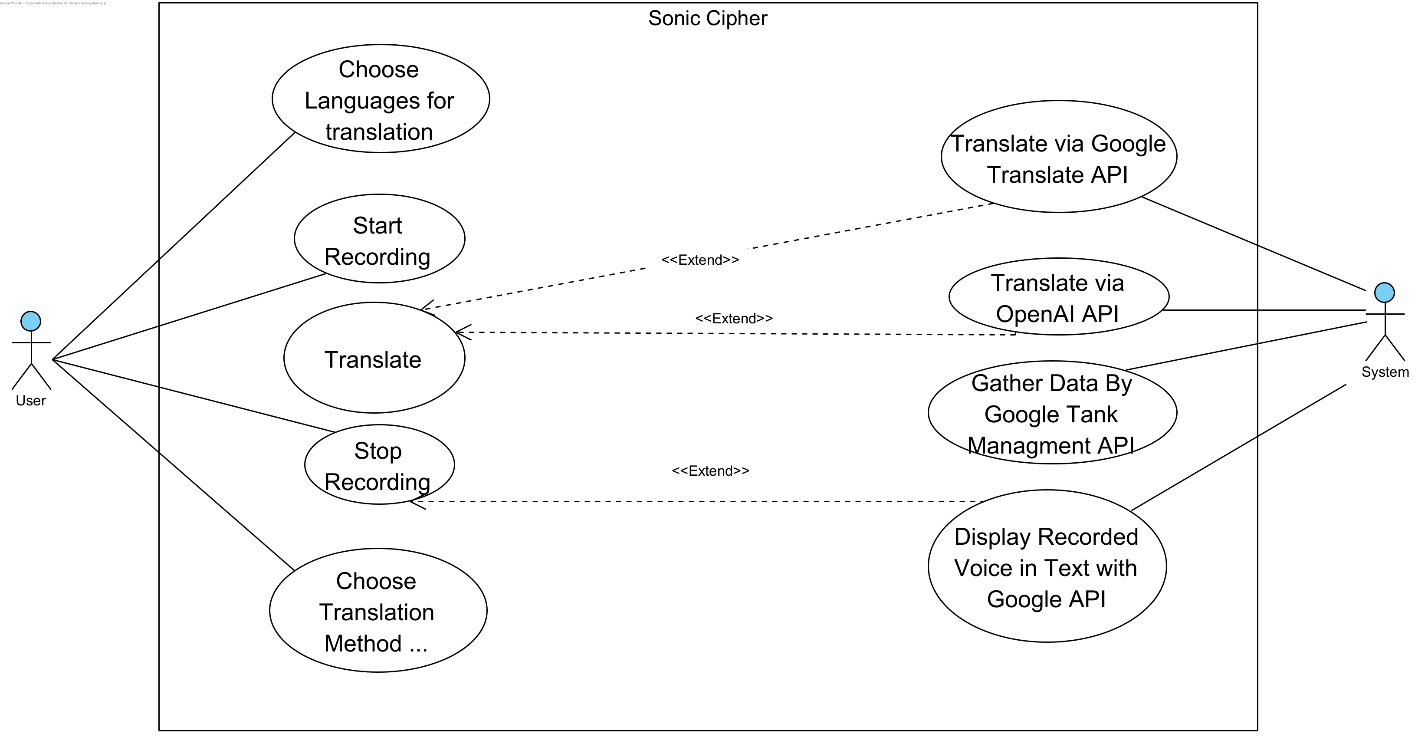 Sonic Cipher
Choose
Languages for
translation
Start
Recording
Translate
Stop
Recording
Choose
Translation
Method ...
<<Extend>>
<<Extend>>
<<Extend>>
Translate via Google
Translate API
Translate via
OpenAI API
Gather Data By
Google Tank
Managment API
Display Recorded
Voice in Text with
Google API
User
System